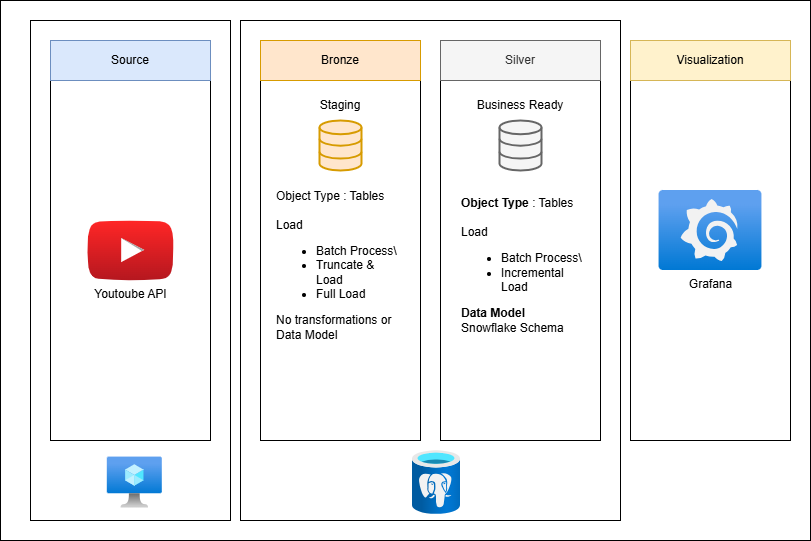 Source
Bronze
Silver
Visualization
Youtoube API
Staging
Object Type : Tables
Load
Batch Process\
Truncate &
Load
Full Load
No transformations or
Data Model
Business Ready
Object Type : Tables
Load
Batch Process\
Incremental
Load
Data Model
Snowflake Schema
Grafana